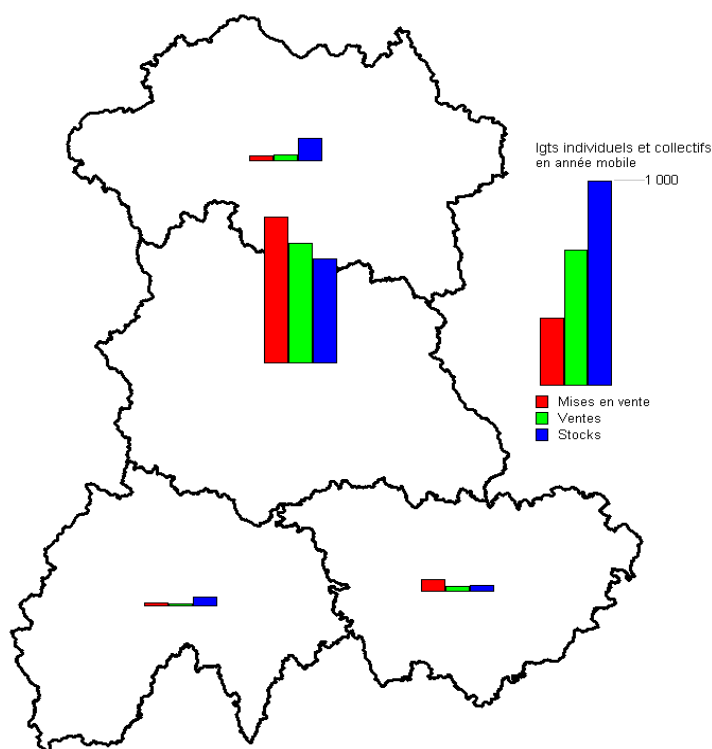 lgts individuels et collectifs
en année mobile
1 000
Mises en vente
Ventes
Stocks